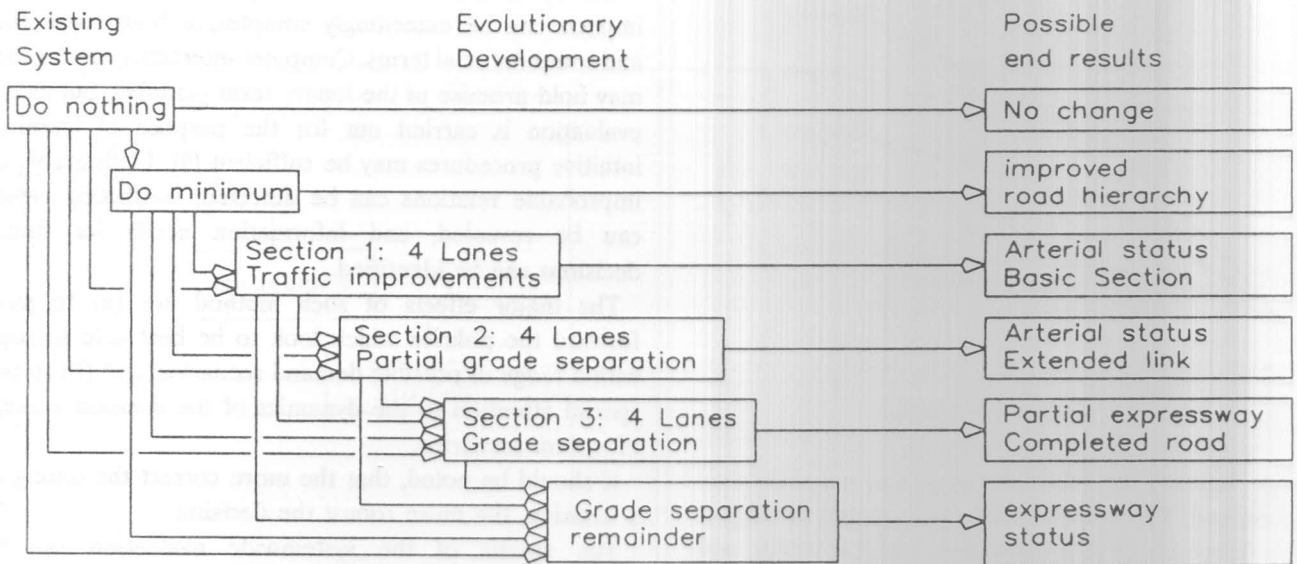 Existing
System
Evolutionary
Development
Possible
end results
Do nothing
No change
Do minimum
improved
road hierarchy
Section 1: 4 Lanes
Traffic improvements
Arterial status
Basic Section
Section 2: 4 Lanes
Partial grade separation
Arterial status
Extended link
Section 3: 4 Lanes
Grade separation
Partial expressway
Completed road
Grade separation
remainder
expressway
status